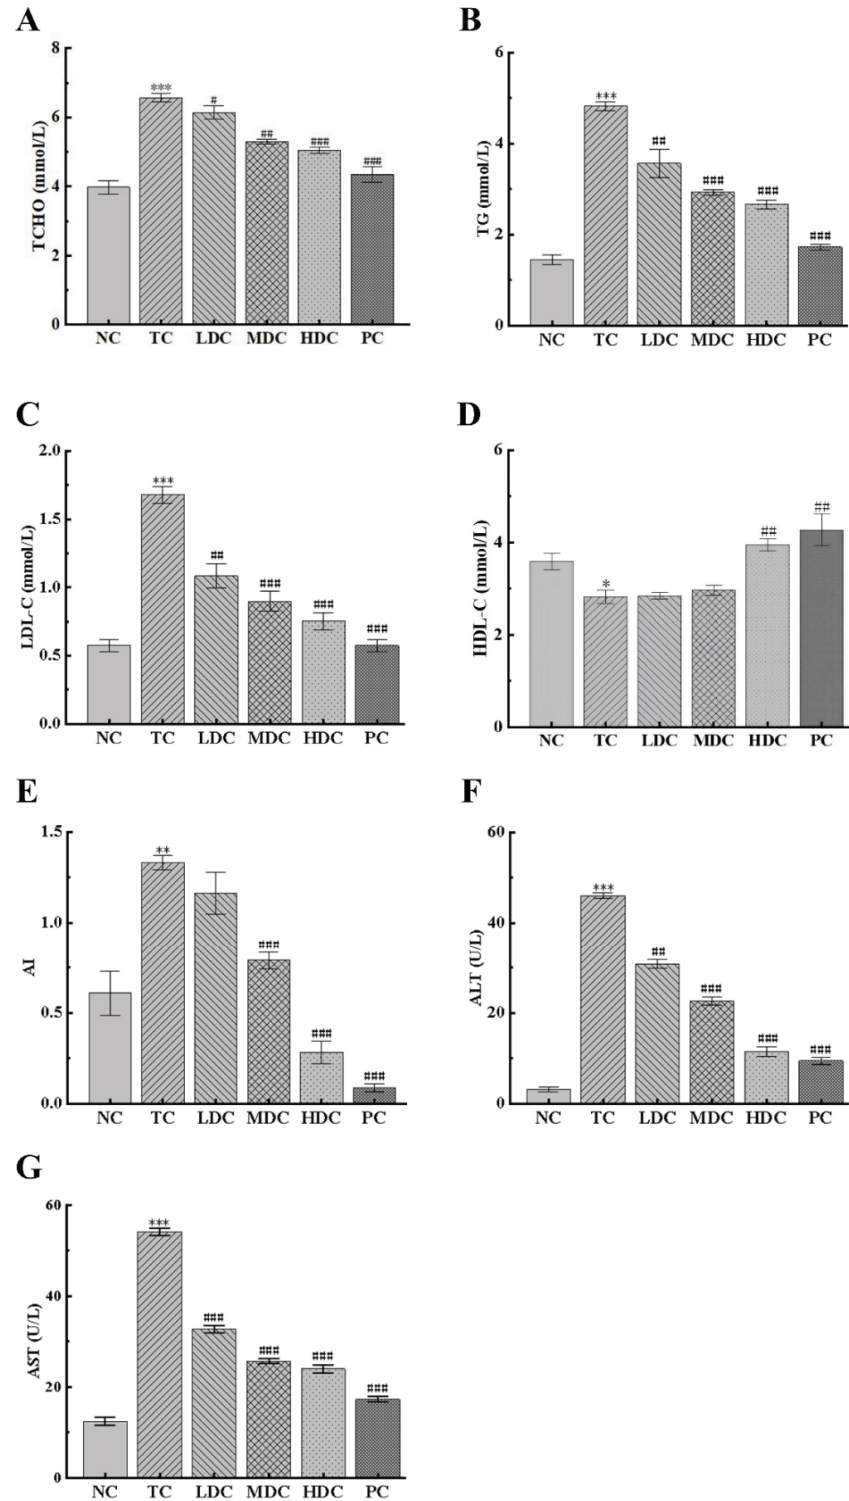 A
TCHO (mmol/L)
8
6
4
2
0
***
#
##
###
###
NC TC LDC MDC HDC PC
B
TG (mmol/L)
6
4
2
0
***
##
###
###
###
NC TC LDC MDC HDC PC
C
LDL-C (mmol/L)
2.0
1.5
1.0
0.5
0.0
***
##
###
###
###
NC TC LDC MDC HDC PC
D
HDL-C (mmol/L)
6
4
2
0
*
##
##
NC TC LDC MDC HDC PC
E
AI
1.5
1.0
0.5
0.0
**
###
###
###
NC TC LDC MDC HDC PC
F
ALT (U/L)
60
40
20
0
***
##
###
###
###
NC TC LDC MDC HDC PC
G
AST (U/L)
60
40
20
0
***
###
###
###
###
NC TC LDC MDC HDC PC